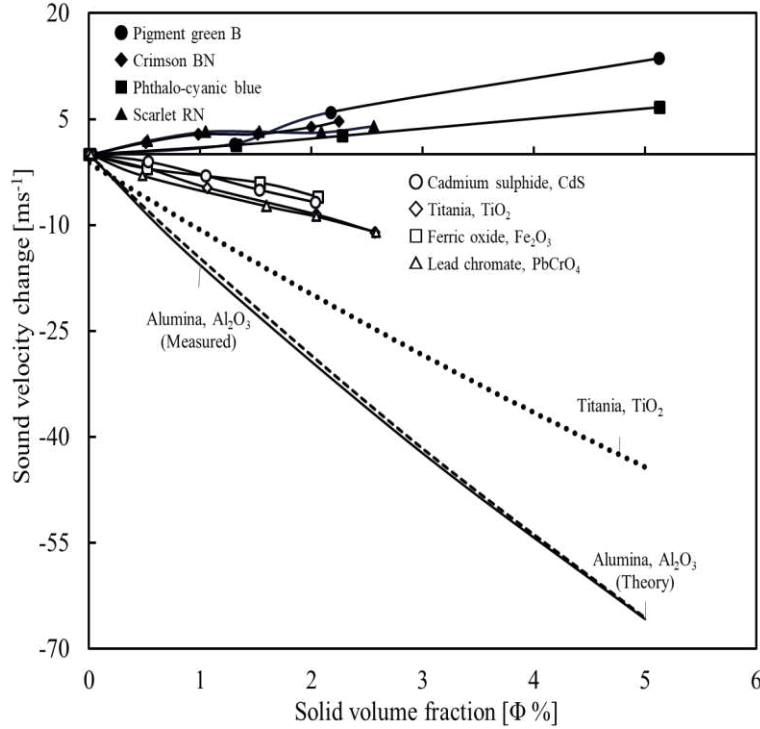 20
5
-10
-25
-40
-55
-70
Sound velocity change [ms⁻¹]
Pigment green B
Crimson BN
Phthalo-cyanic blue
Scarlet RN
Cadmium sulphide, CdS
Titania, TiO₂
Ferric oxide, Fe₂O₃
Lead chromate, PbCrO₄
Alumina, Al₂O₃
(Measured)
Titania, TiO₂
Alumina, Al₂O₃
(Theory)
0 1 2 3 4 5 6
Solid volume fraction [Φ %]